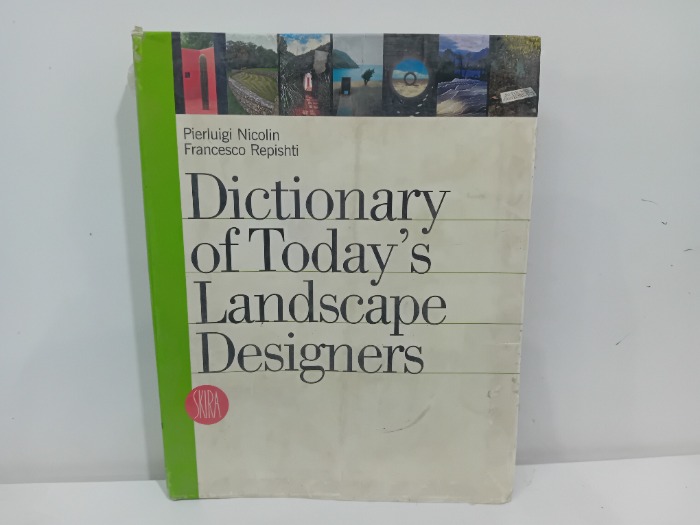 Pierluigi Nicolin
Francesco Repishti
Dictionary
of Today's
Landscape
Designers
SKIRA